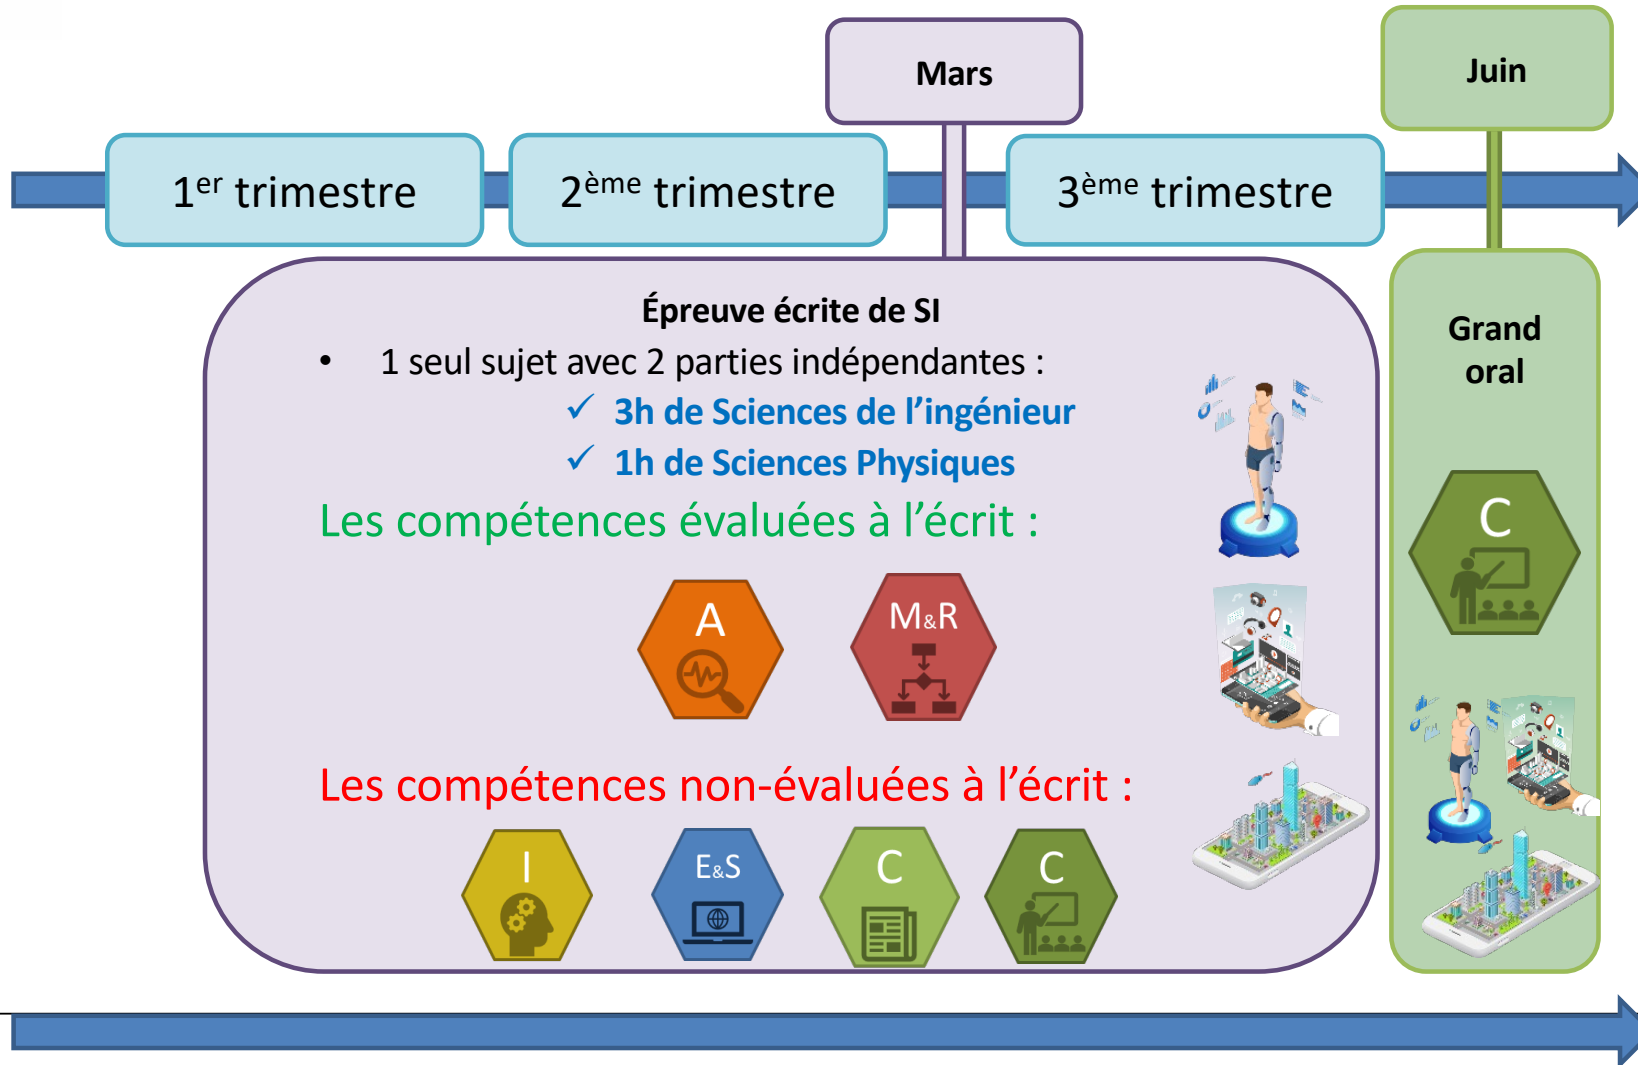 Mars
Juin
1er trimestre
2ème trimestre
3ème trimestre
Épreuve écrite de SI
• 1 seul sujet avec 2 parties indépendantes :
✓ 3h de Sciences de l’ingénieur
✓ 1h de Sciences Physiques
Les compétences évaluées à l’écrit :
A
M&R
Les compétences non-évaluées à l’écrit :
I
E&S
C
C
Grand
oral
C